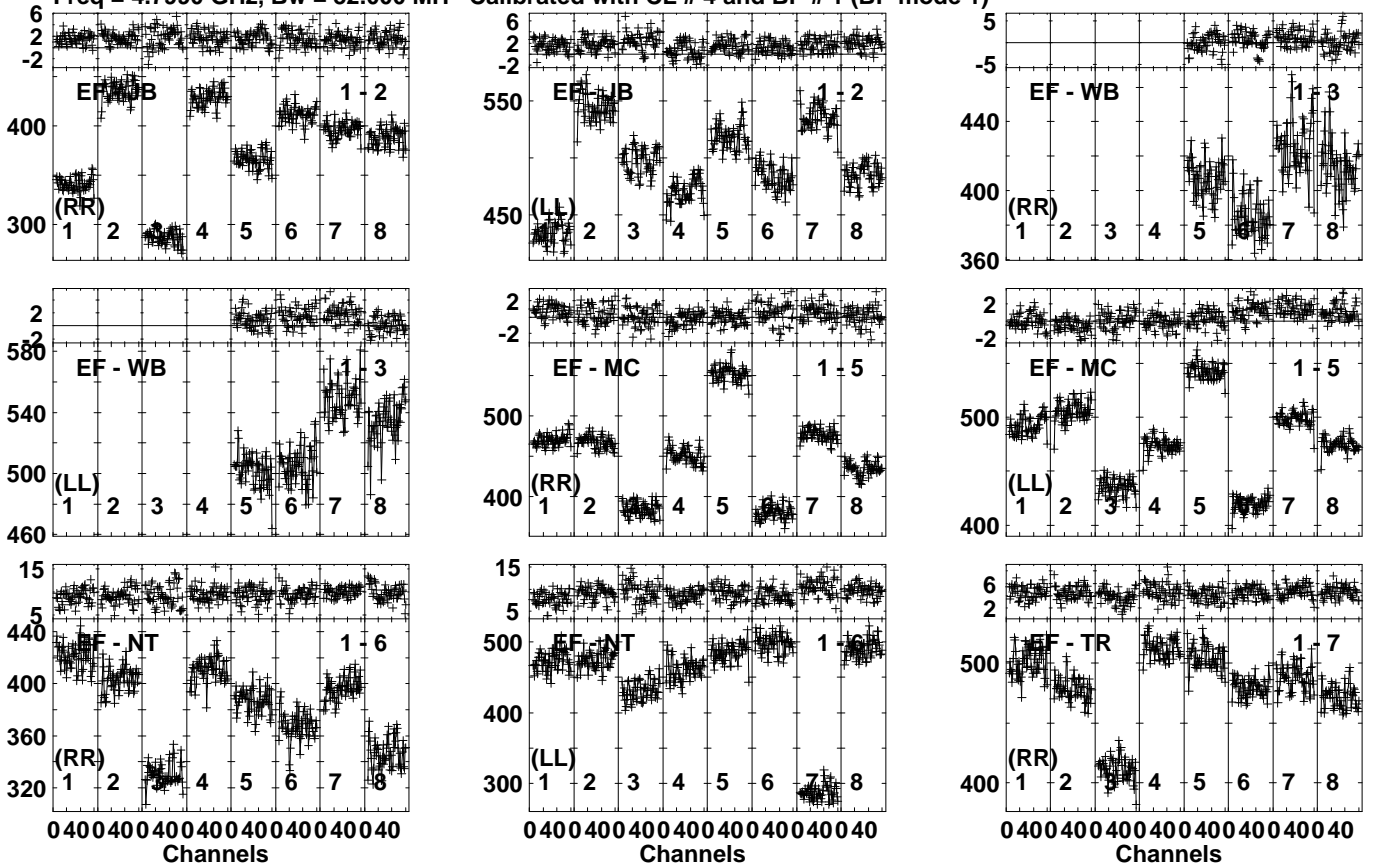 Freq = 4.7990 GHz, Bw = 32.000 MH Calibrated with CL # 4 and BP # 1 (BP mode 1)
6
2
-2
EF - JB 1 - 2
400
300
(RR)
1 2 3 4 5 6 7 8
6
2
-2
EF - JB 1 - 2
550
450
(LL)
1 2 3 4 5 6 7 8
5
-5
EF - WB 1 - 3
440
400
360
(RR)
1 2 3 4 5 6 7 8
2
-2
580
EF - WB 1 - 3
540
500
460
(LL)
1 2 3 4 5 6 7 8
2
-2
EF - MC 1 - 5
500
400
(RR)
1 2 3 4 5 6 7 8
2
-2
EF - MC 1 - 5
500
400
(LL)
1 2 3 4 5 6 7 8
15
5
440
EF - NT 1 - 6
400
360
320
(RR)
1 2 3 4 5 6 7 8
0 40 0 40 0 40 0 40 0 40 0 40 0 40 0 40
Channels
15
5
500
EF - NT 1 - 6
400
300
(LL)
1 2 3 4 5 6 7 8
0 40 0 40 0 40 0 40 0 40 0 40 0 40 0 40
Channels
6
2
EF - TR 1 - 7
500
400
(RR)
1 2 3 4 5 6 7 8
0 40 0 40 0 40 0 40 0 40 0 40 0 40 0 40
Channels